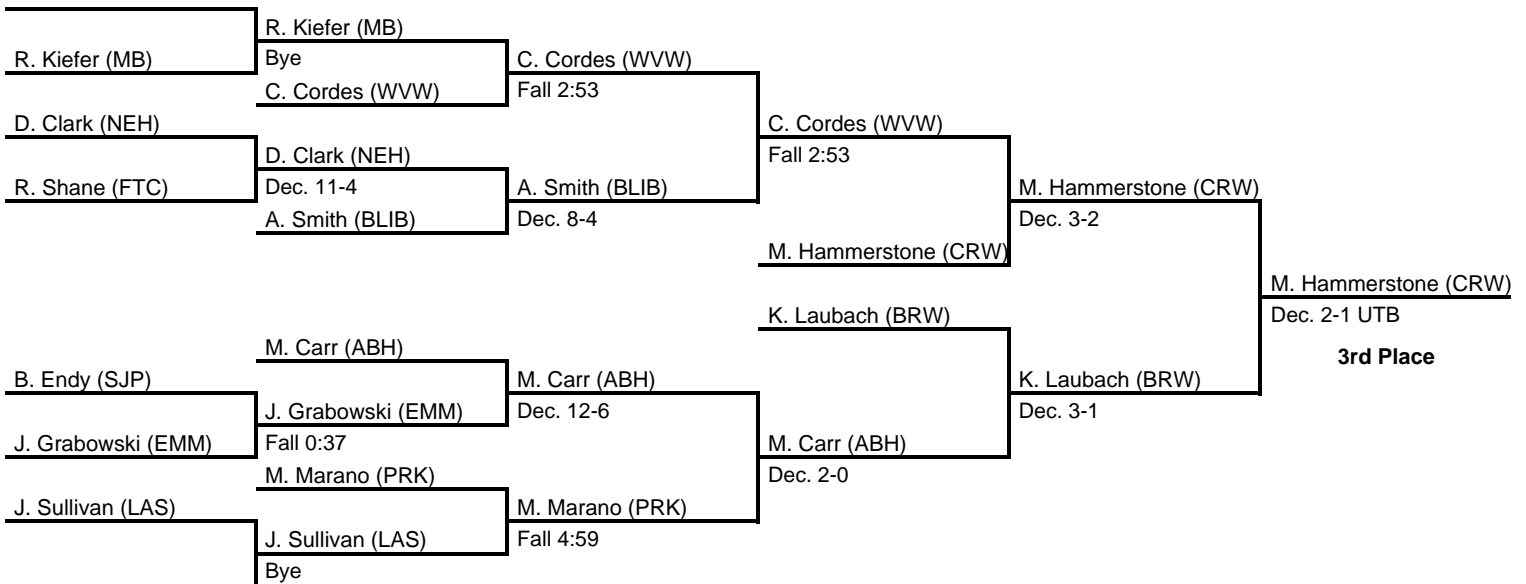 R. Kiefer (MB)
R. Kiefer (MB)
Bye
C. Cordes (WVW)
C. Cordes (WVW)
Fall 2:53
D. Clark (NEH)
R. Shane (FTC)
D. Clark (NEH)
Dec. 11-4
A. Smith (BLIB)
A. Smith (BLIB)
Dec. 8-4
C. Cordes (WVW)
Fall 2:53
M. Hammerstone (CRW)
M. Hammerstone (CRW)
Dec. 3-2
M. Hammerstone (CRW)
Dec. 2-1 UTB
3rd Place
K. Laubach (BRW)
K. Laubach (BRW)
Dec. 3-1
M. Carr (ABH)
B. Endy (SJP)
J. Grabowski (EMM)
J. Grabowski (EMM)
Fall 0:37
M. Carr (ABH)
Dec. 12-6
M. Carr (ABH)
Dec. 2-0
M. Marano (PRK)
J. Sullivan (LAS)
J. Sullivan (LAS)
Bye
M. Marano (PRK)
Fall 4:59